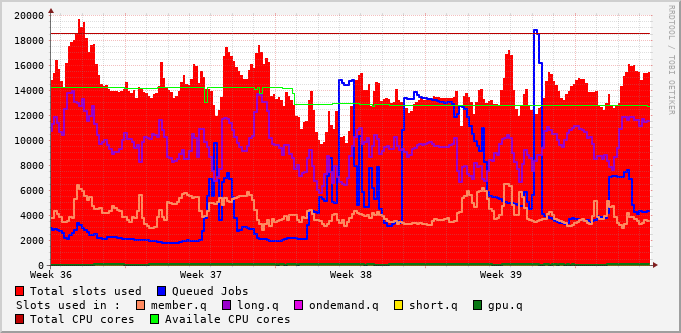 20000
18000
16000
14000
12000
10000
8000
6000
4000
2000
0
Week 36 Week 37 Week 38 Week 39
RRDTOOL / TOBI OETIKER
Total slots used Queued Jobs
Slots used in : member.q long.q ondemand.q short.q gpu.q
Total CPU cores Availale CPU cores